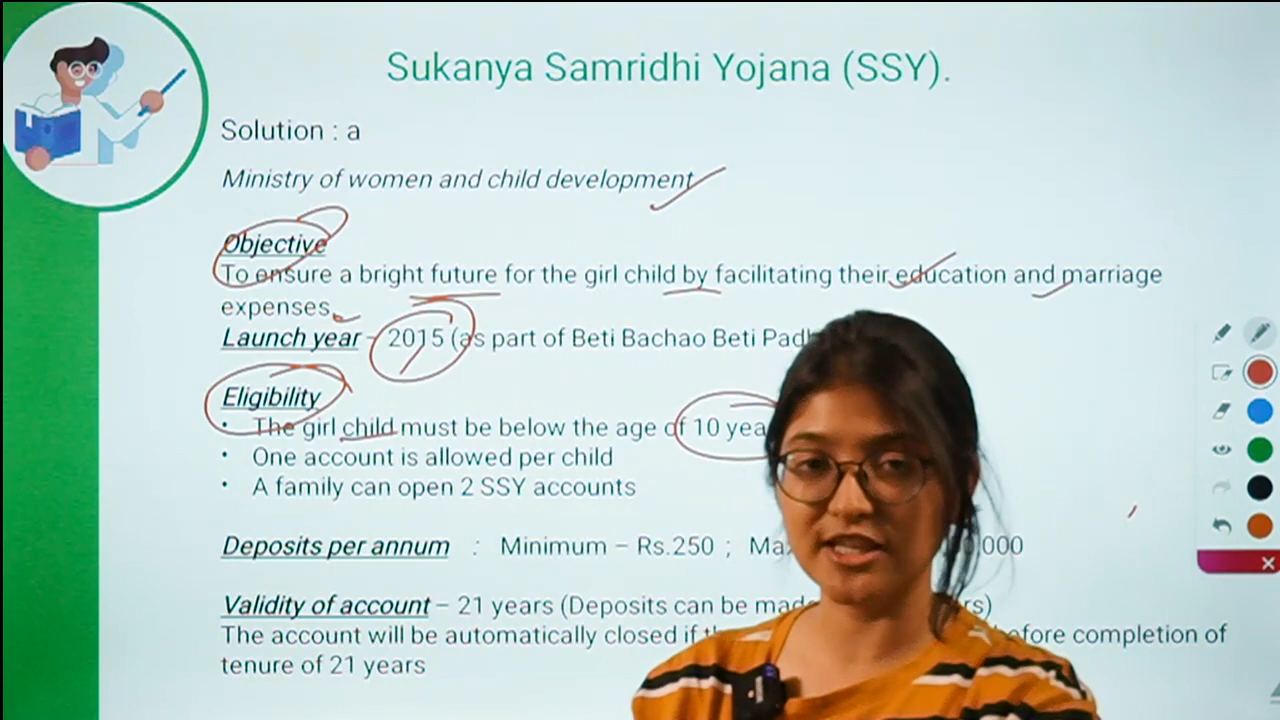 Sukanya Samridhi Yojana (SSY).
Solution : a
Ministry of women and child development
Objective
To ensure a bright future for the girl child by facilitating their education and marriage
expenses.
Launch year – 2015 (as part of Beti Bachao Beti
Eligibility
• The girl child must be below the age of 10
• One account is allowed per child
• A family can open 2 SSY accounts
Deposits per annum : Minimum – Rs.250 ;
Validity of account – 21 years (Deposits can be
The account will be automatically closed if before completion of
tenure of 21 years